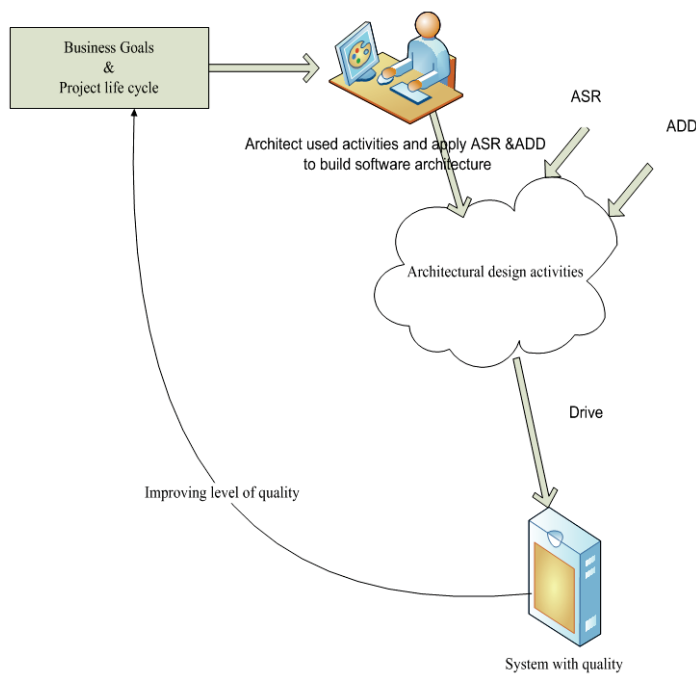 Business Goals
&
Project life cycle
Architect used activities and apply ASR &ADD
to build software architecture
ASR
ADD
Architectural design activities
Drive
Improving level of quality
System with quality